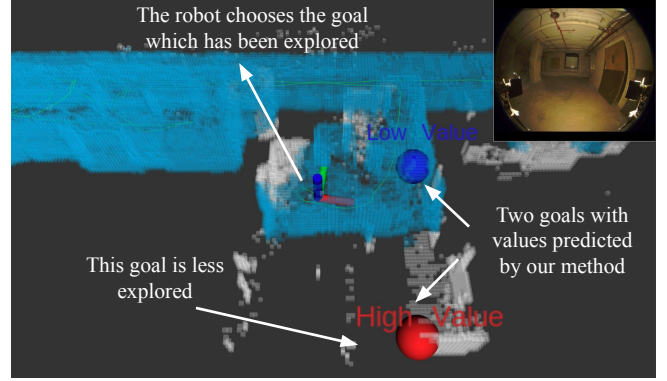 The robot chooses the goal
which has been explored
Low Value
Two goals with
values predicted
by our method
This goal is less
explored
High Value